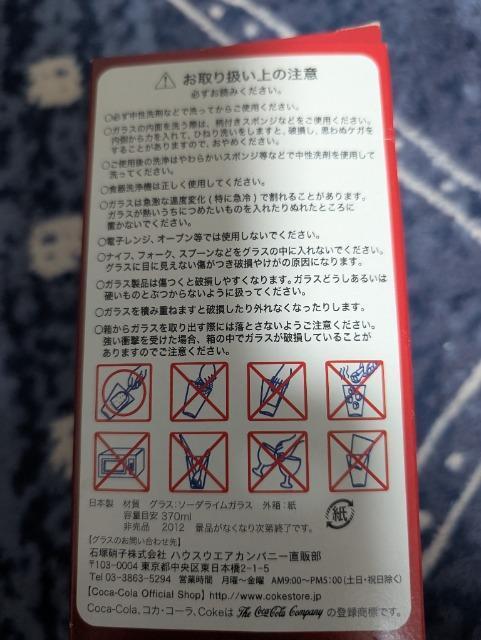 お取り扱い上の注意
必ずお読みください。
○必ず中性洗剤などで洗ってからご使用ください。
○ガラスの内面を洗う際は、柄付きスポンジなどをご使用ください。
内側から力を入れて、ひねり洗いをしますと、破損し、思わぬケガを
することがありますので、おやめください。
○ご使用後の洗浄はやわらかいスポンジ等などで中性洗剤を使用して
洗ってください。
○食器洗浄機は正しく使用してください。
○ガラスは急激な温度変化(特に急冷)で割れることがあります。
ガラスが熱いうちにつめたいものを入れたりぬれたところに
置かないでください。
○電子レンジ、オーブン等では使用しないでください。
○ナイフ、フォーク、スプーンなどをグラスの中に入れないでください。
グラスに目に見えない傷がつき破損やけがの原因になります。
○ガラス製品は傷つくと破損しやすくなります。ガラスどうしあるいは
硬いものとぶつからないように扱ってください。
○ガラスを積み重ねますと破損したり外れなくなったりします。
○箱からガラスを取り出す際には落とさないようご注意ください。
強い衝撃を受けた場合、箱の中でガラスが破損していることが
ありますのでご注意ください。
日本製 材質 グラス:ソーダライムガラス 外箱:紙
容量目安 370ml
非売品 2012 景品がなくなり次第終了です。
紙
【グラスのお問い合わせ先】
石塚硝子株式会社 ハウスウエアカンパニー直販部
〒103-0004 東京都中央区東日本橋2-1-5
Tel 03-3863-5294 営業時間 月曜〜金曜 AM9:00〜PM5:00(土日・祝日除く)
【Coca-Cola Official Shop】http://www.cokestore.jp
Coca-Cola、コカ・コーラ、Cokeは The Coca-Cola Company の登録商標です。